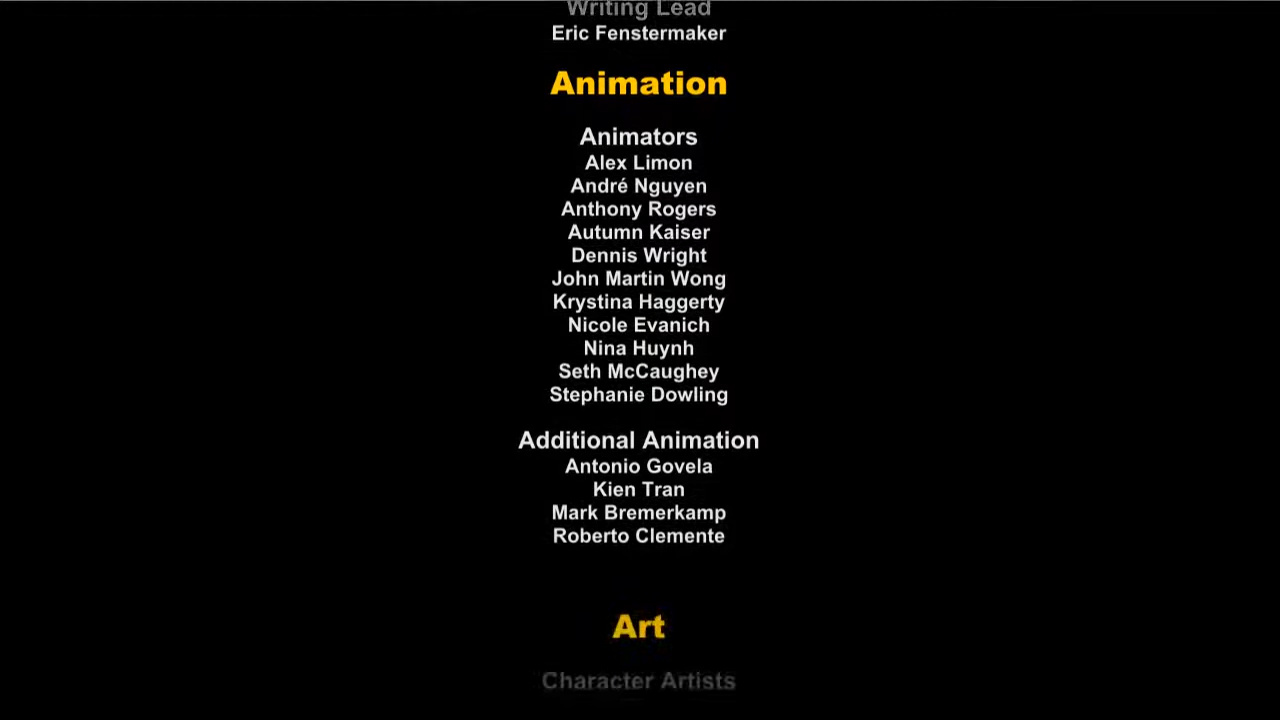 Writing Lead
Eric Fenstermaker
Animation
Animators
Alex Limon
André Nguyen
Anthony Rogers
Autumn Kaiser
Dennis Wright
John Martin Wong
Krystina Haggerty
Nicole Evanich
Nina Huynh
Seth McCaughey
Stephanie Dowling
Additional Animation
Antonio Govela
Kien Tran
Mark Bremerkamp
Roberto Clemente
Art
Character Artists